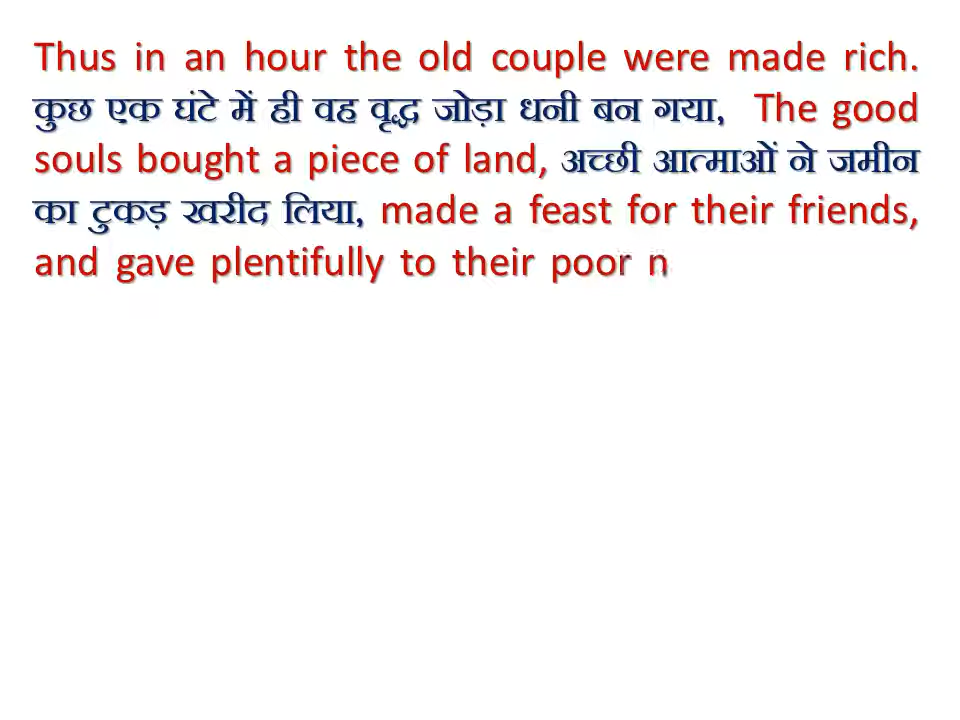 Thus in an hour the old couple were made rich.
कुछ एक घंटे में ही वह वृद्ध जोड़ा धनी बन गया, The good
souls bought a piece of land, अच्छी आत्माओं ने जमीन
का टुकड़ खरीद लिया, made a feast for their friends,
and gave plentifully to their poor n